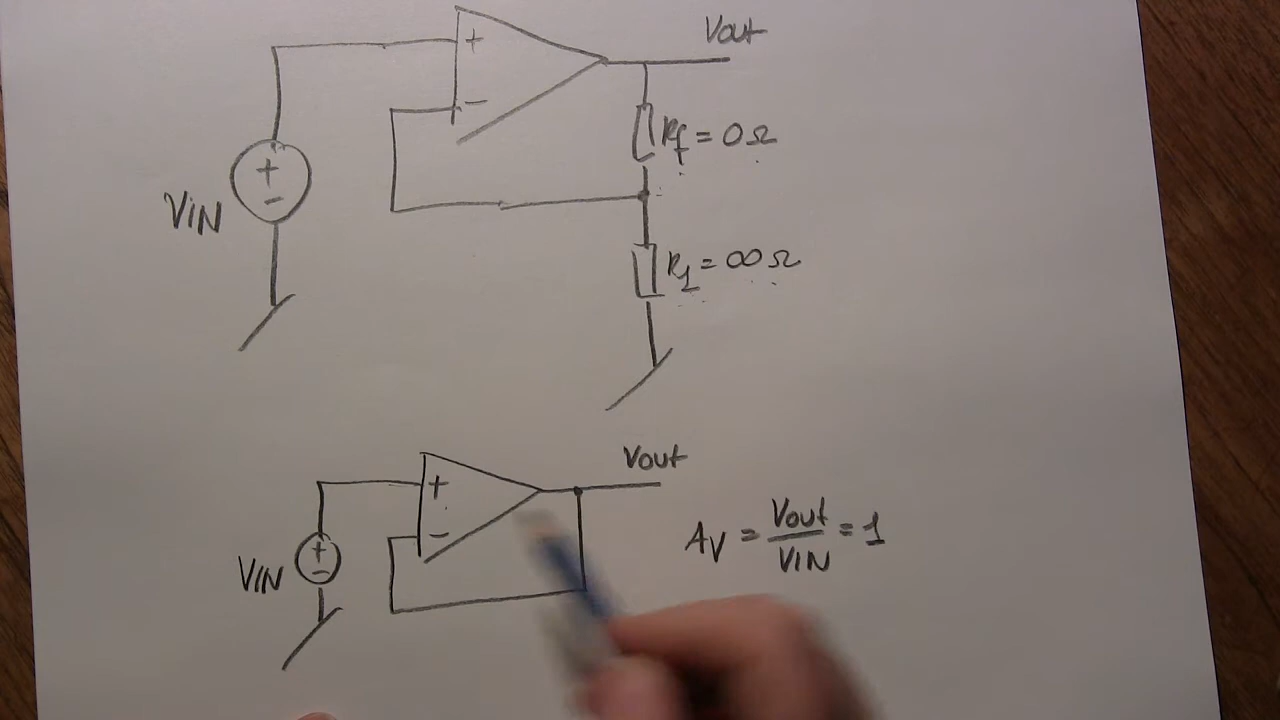 Vout
+
−
Rf = 0Ω
+
−
VIN
R1 = ∞Ω
Vout
+
−
+
−
VIN
AV = Vout/VIN = 1